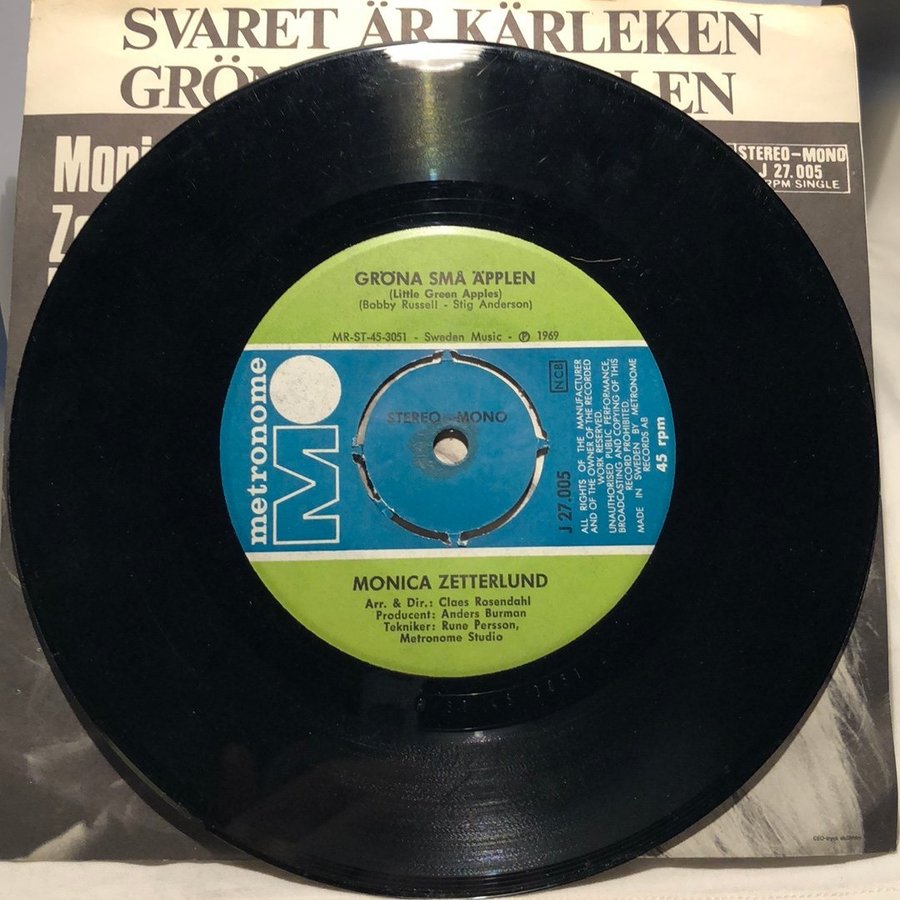 SVARET ÄR KÄRLEKEN
GRÖN LEN
Moni
Ze
STEREO-MONO
J 27.005
RPM SINGLE
GRÖNA SMÅ ÄPPLEN
(Little Green Apples)
(Bobby Russell - Stig Anderson)
MR-ST-45-3051 - Sweden Music - ℗ 1969
metronome
M
STEREO-MONO
NCB
J 27.005
ALL RIGHTS OF THE MANUFACTURER
AND OF THE OWNER OF THE RECORDED
WORK RESERVED.
UNAUTHORISED PUBLIC PERFORMANCE,
BROADCASTING AND COPYING OF THIS
RECORD PROHIBITED.
MADE IN SWEDEN BY METRONOME
RECORDS AB
45 rpm
MONICA ZETTERLUND
Arr. & Dir.: Claes Rosendahl
Producent: Anders Burman
Tekniker: Rune Persson,
Metronome Studio